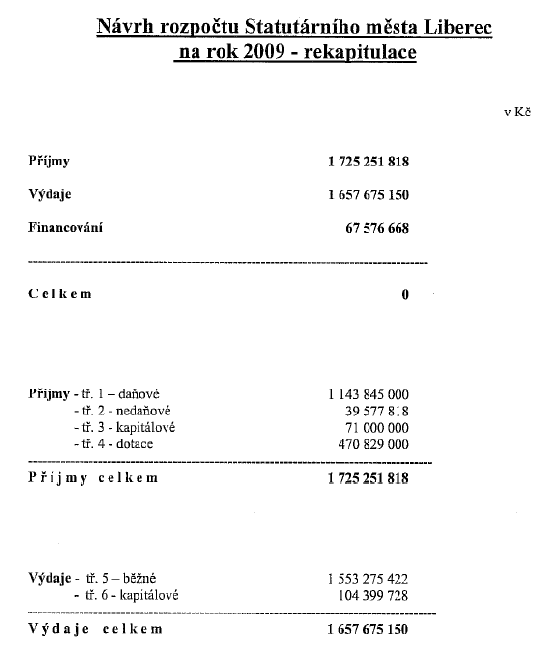 Návrh rozpočtu Statutárního města Liberec
na rok 2009 - rekapitulace
v Kč
Příjmy 1 725 251 818
Výdaje 1 657 675 150
Financování 67 576 668
Celkem 0
Příjmy - tř. 1 – daňové 1 143 845 000
- tř. 2 - nedaňové 39 577 818
- tř. 3 - kapitálové 71 000 000
- tř. 4 - dotace 470 829 000
Příjmy celkem 1 725 251 818
Výdaje - tř. 5 – běžné 1 553 275 422
- tř. 6 - kapitálové 104 399 728
Výdaje celkem 1 657 675 150